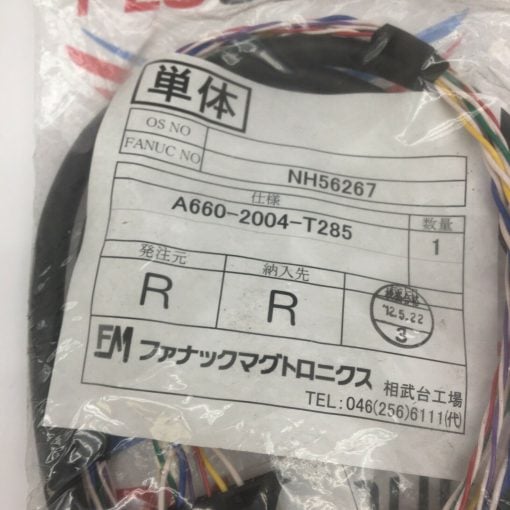 単体
OS NO
FANUC NO
NH56267
仕様
A660-2004-T285
数量
1
発注元
納入先
R
R
'12.5.22
3
FM ファナックマグトロニクス 相武台工場
TEL:046(256)6111(代)